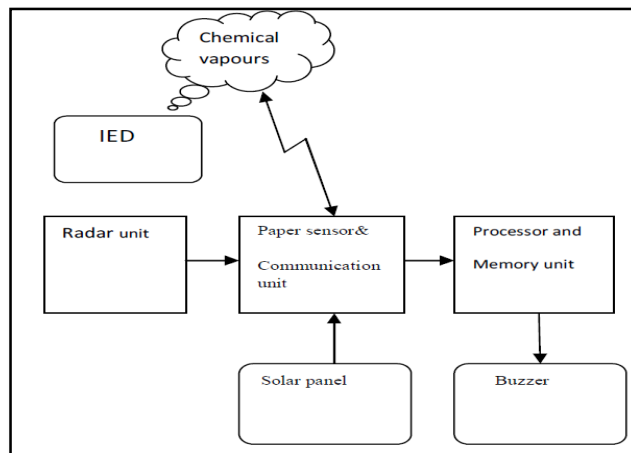 Chemical
vapours
IED
Radar unit
Paper sensor&
Communication
unit
Processor and
Memory unit
Solar panel
Buzzer